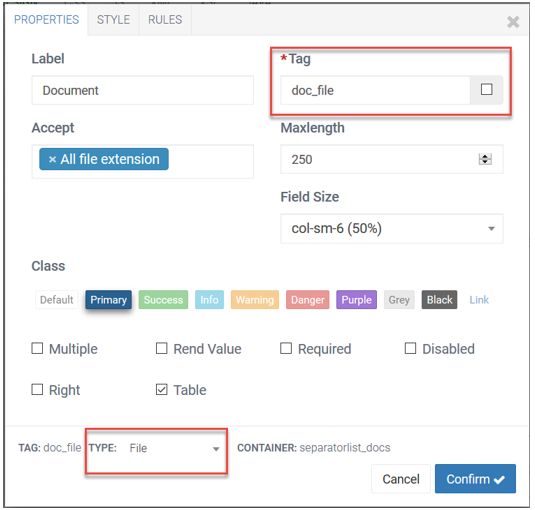 PROPERTIES STYLE RULES
Label
*Tag
Document
doc_file
Accept
Maxlength
× All file extension
250
Field Size
col-sm-6 (50%)
Class
Default Primary Success Info Warning Danger Purple Grey Black Link
Multiple Rend Value Required Disabled
Right Table
TAG: doc_file TYPE: File CONTAINER: separatorlist_docs
Cancel Confirm